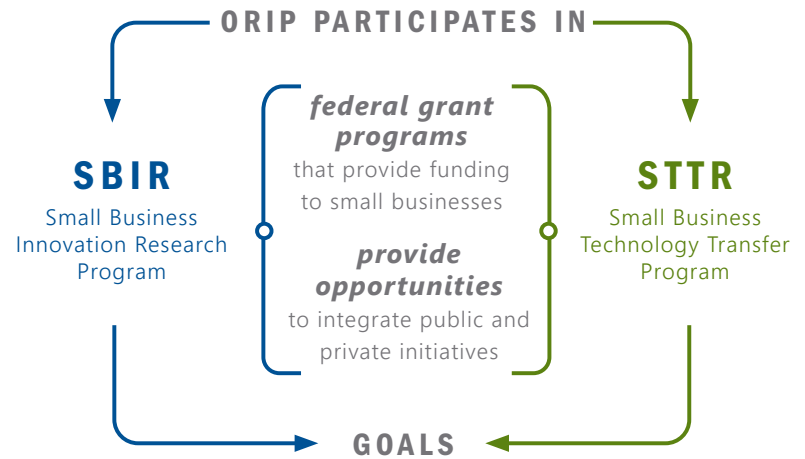 ORIP PARTICIPATES IN
SBIR
Small Business
Innovation Research
Program
federal grant
programs
that provide funding
to small businesses
provide
opportunities
to integrate public and
private initiatives
STTR
Small Business
Technology Transfer
Program
GOALS